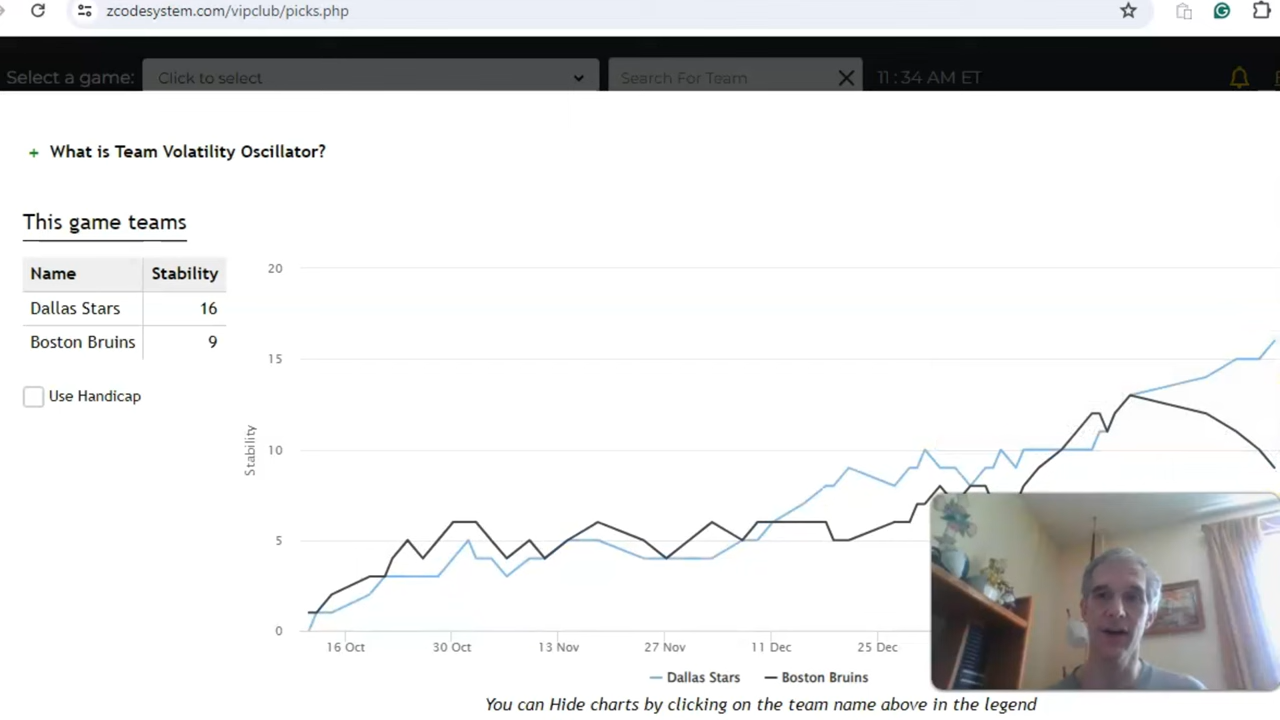 zcodesystem.com/vipclub/picks.php
Select a game: Click to select Search For Team 11:34 AM ET
+ What is Team Volatility Oscillator?
This game teams
Name Stability
Dallas Stars 16
Boston Bruins 9
Use Handicap
Stability
20
15
10
5
0
16 Oct 30 Oct 13 Nov 27 Nov 11 Dec 25 Dec
Dallas Stars Boston Bruins
You can Hide charts by clicking on the team name above in the legend